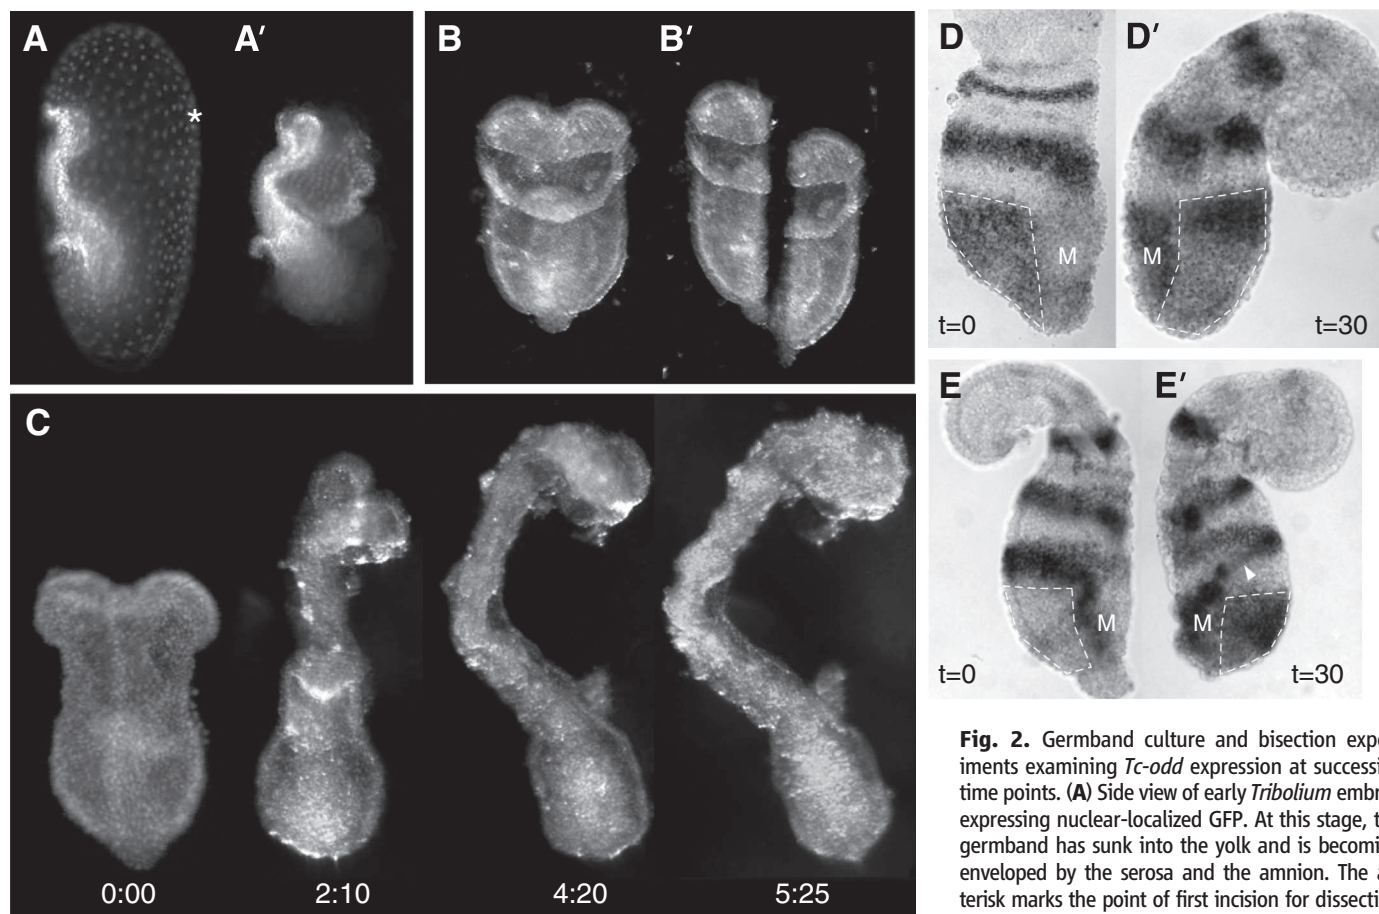 A A′ * B B′ D D′
M M
t=0 t=30
C E E′
M M
t=0 t=30
0:00 2:10 4:20 5:25
Fig. 2. Germband culture and bisection expe
iments examining Tc-odd expression at successi
time points. (A) Side view of early Tribolium embr
expressing nuclear-localized GFP. At this stage, t
germband has sunk into the yolk and is becomi
enveloped by the serosa and the amnion. The a
terisk marks the point of first incision for dissecti